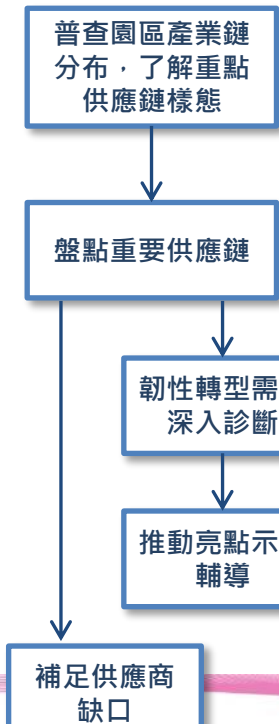 普查園區產業鏈
分布，了解重點
供應鏈樣態
盤點重要供應鏈
韌性轉型需
深入診斷
推動亮點示
輔導
補足供應商
缺口